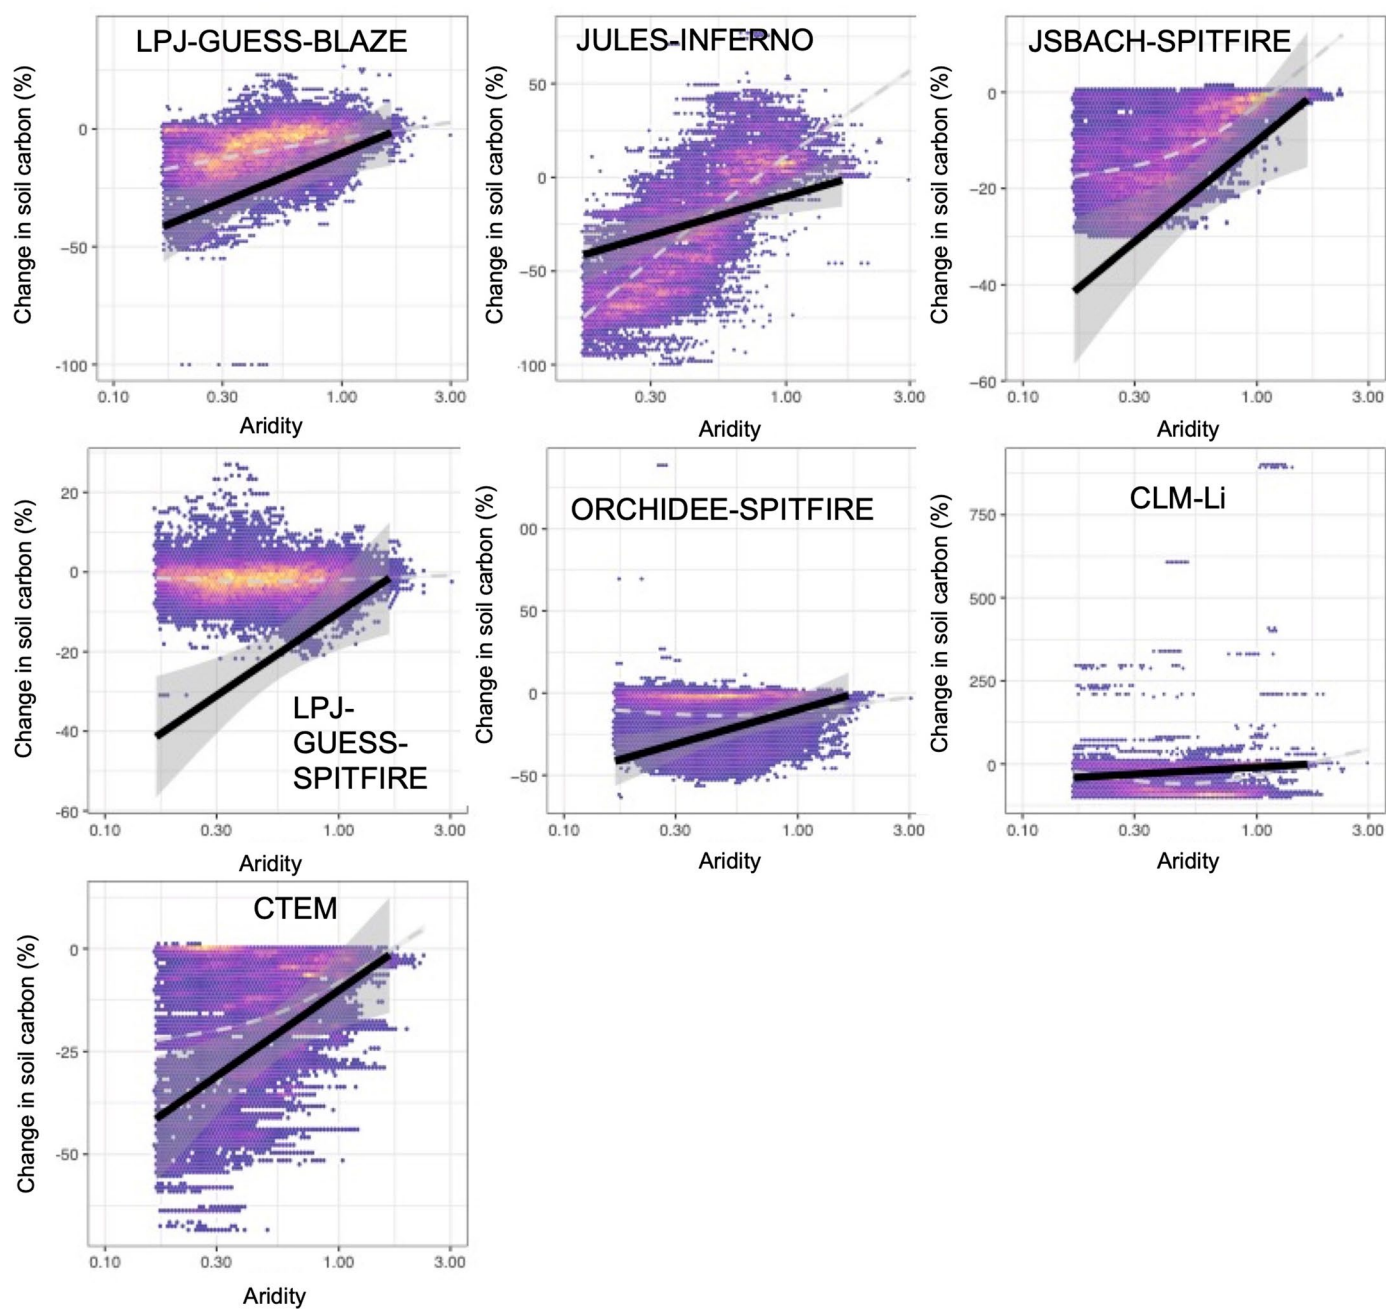 LPJ-GUESS-BLAZE
Change in soil carbon (%)
0
−50
-100
0.10 0.30 1.00 3.00
Aridity
JULES-INFERNO
Change in soil carbon (%)
50
0
−50
100
0.30 1.00 3.00
Aridity
JSBACH-SPITFIRE
Change in soil carbon (%)
0
−20
−40
−60
0.10 0.30 1.00 3.00
Aridity
LPJ-
GUESS-
SPITFIRE
Change in soil carbon (%)
20
0
-20
-40
-60
0.10 0.30 1.00 3.00
Aridity
ORCHIDEE-SPITFIRE
Change in soil carbon (%)
00
50
0
−50
0.10 0.30 1.00 3.00
Aridity
CLM-Li
Change in soil carbon (%)
750
500
250
0
0.10 0.30 1.00 3.00
Aridity
CTEM
Change in soil carbon (%)
0
-25
-50
0.10 0.30 1.00 3.00
Aridity